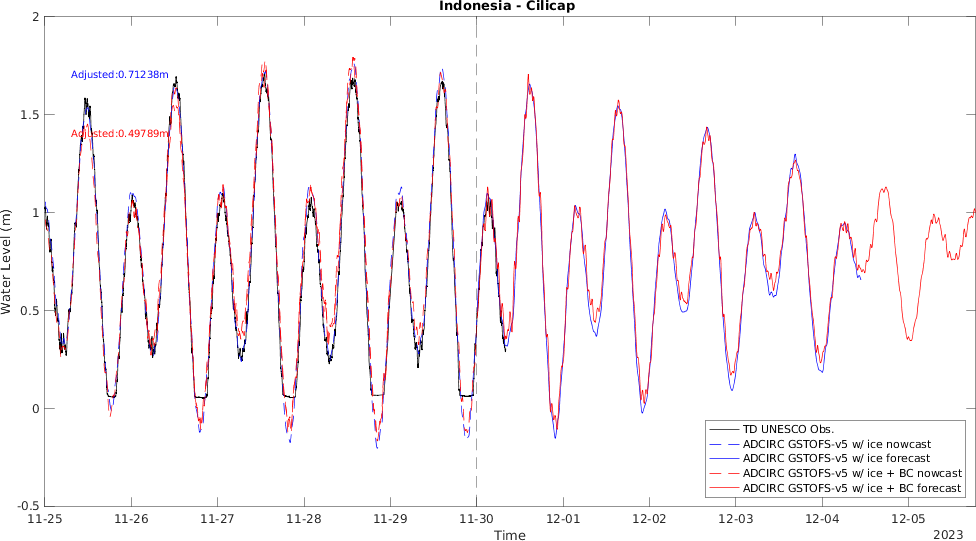 Indonesia - Cilicap
2
1.5
1
0.5
0
-0.5
Water Level (m)
Adjusted:0.71238m
Adjusted:0.49789m
TD UNESCO Obs.
ADCIRC GSTOFS-v5 w/ ice nowcast
ADCIRC GSTOFS-v5 w/ ice forecast
ADCIRC GSTOFS-v5 w/ ice + BC nowcast
ADCIRC GSTOFS-v5 w/ ice + BC forecast
11-25 11-26 11-27 11-28 11-29 11-30 12-01 12-02 12-03 12-04 12-05
Time
2023